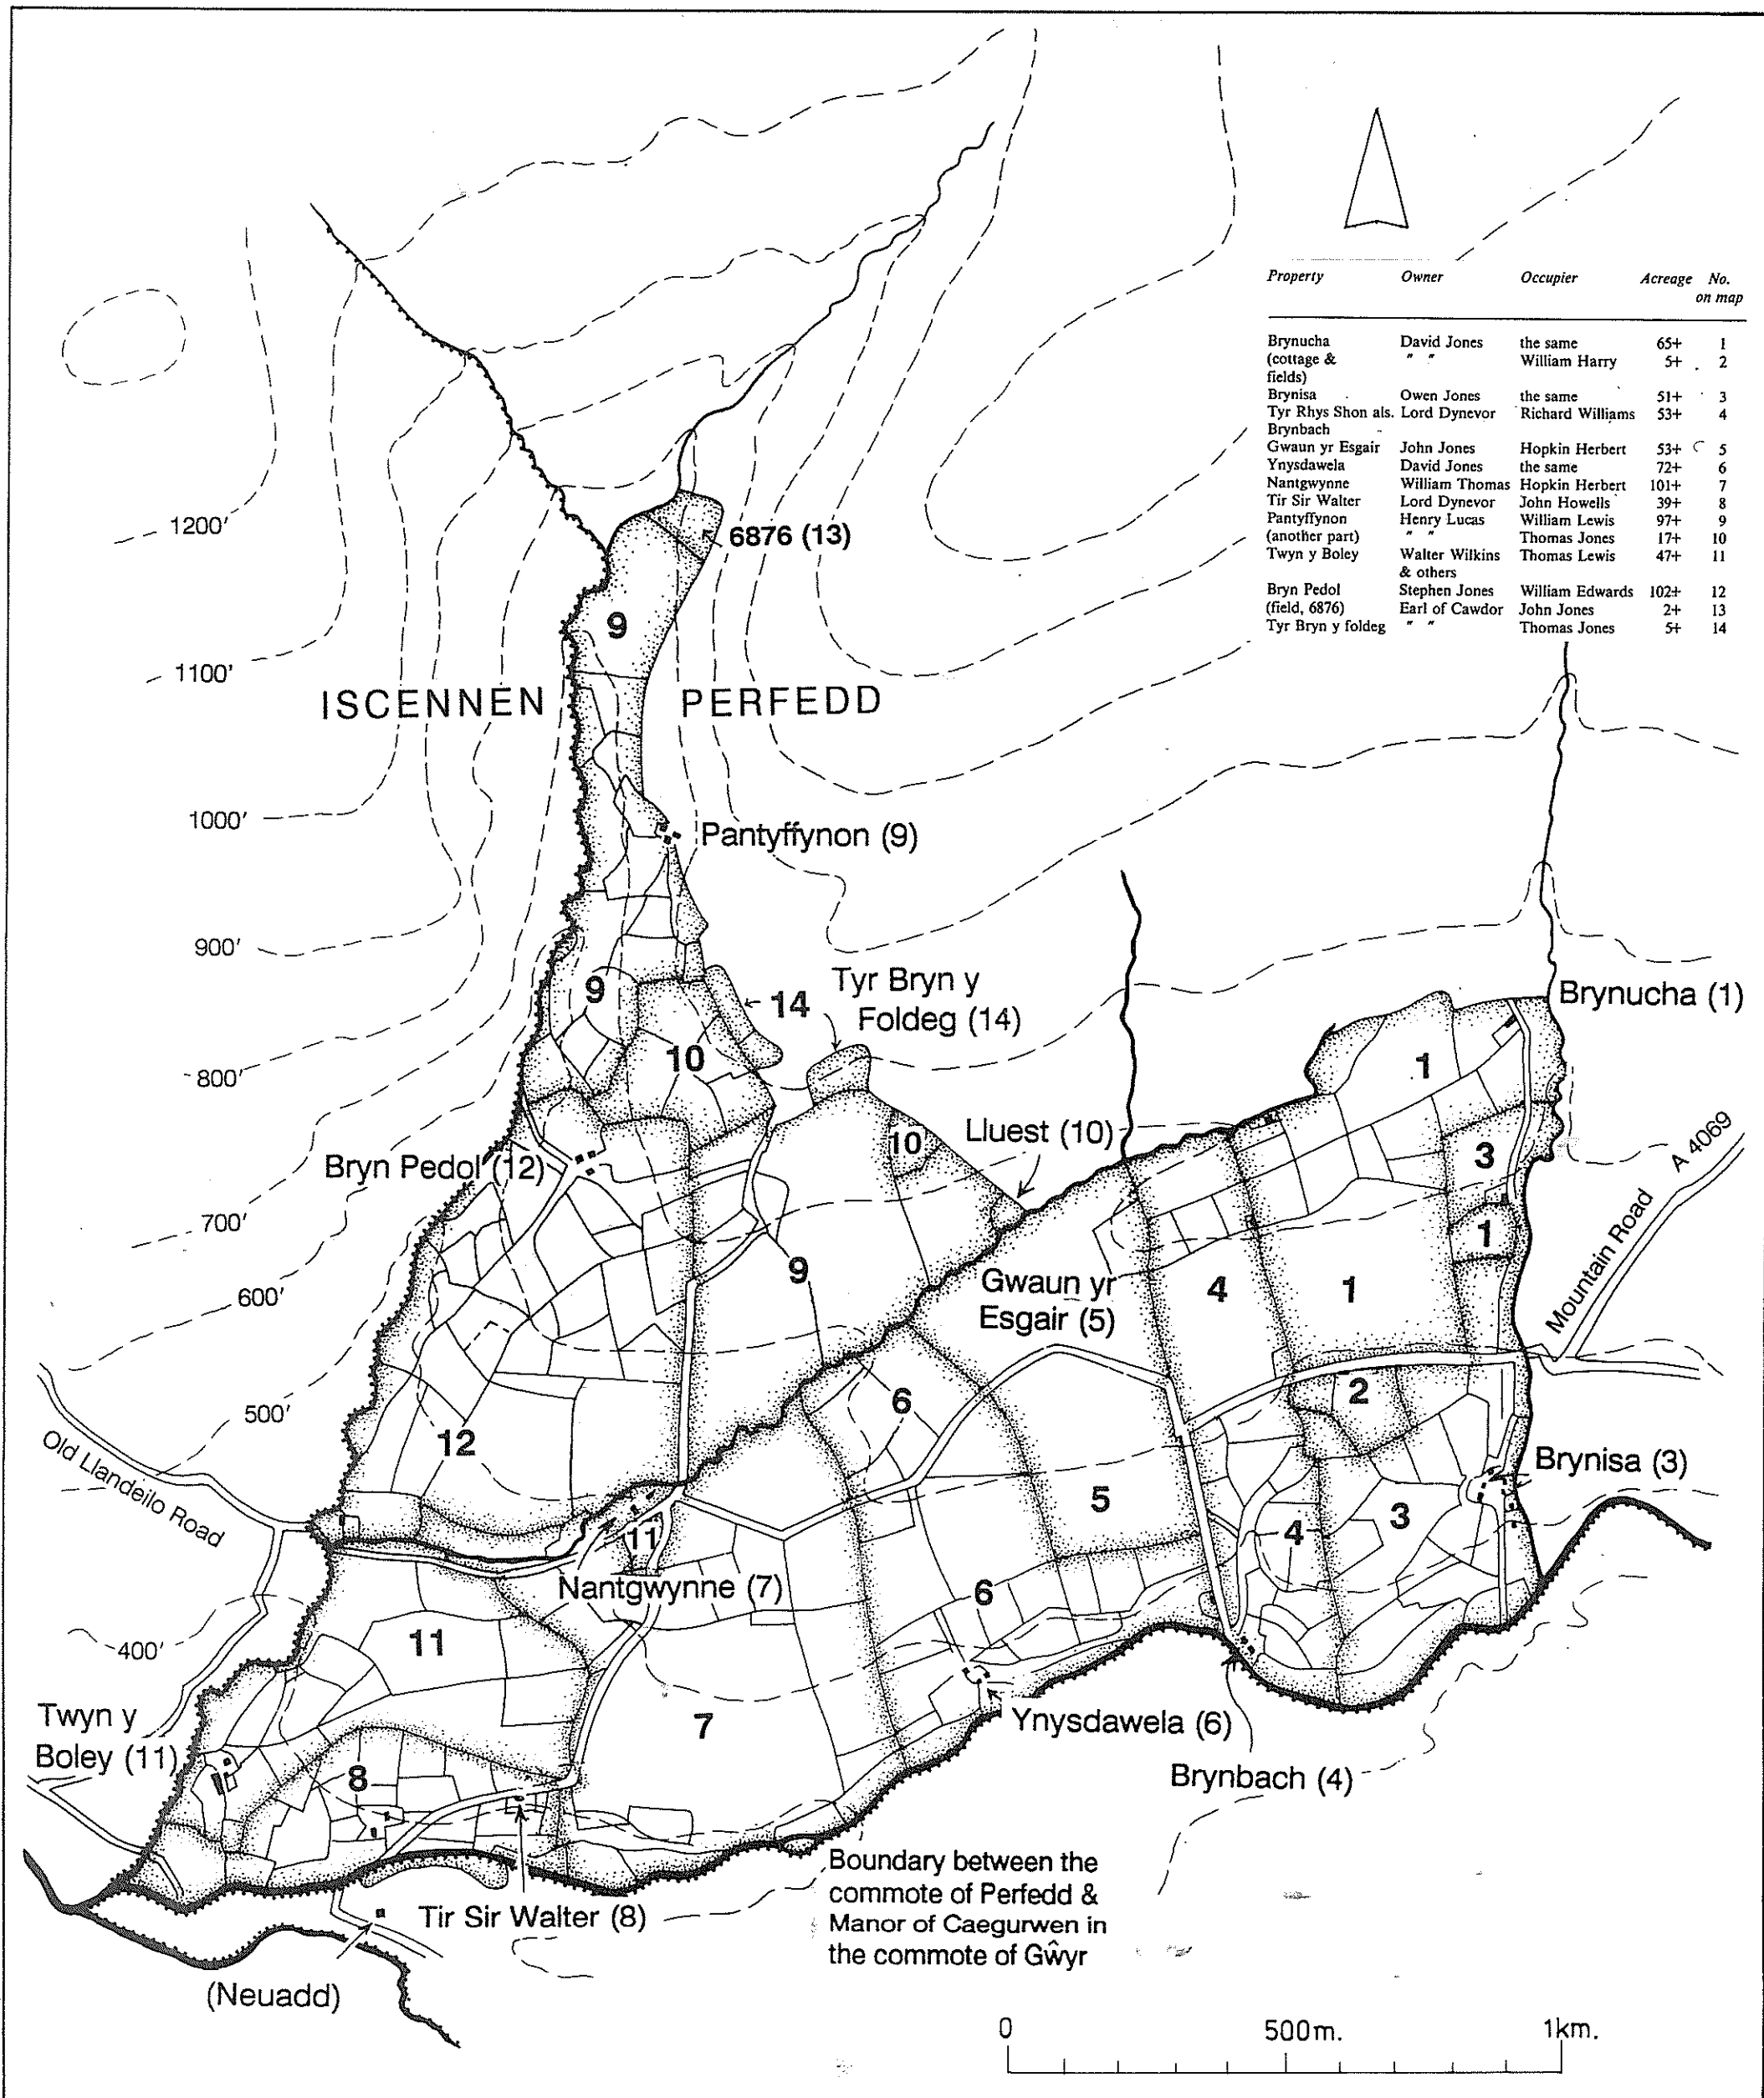 Property Owner Occupier Acreage No. on map
Brynucha David Jones the same 65+ 1
(cottage & " " William Harry 5+ 2
fields)
Brynisa Owen Jones the same 51+ 3
Tyr Rhys Shon als. Lord Dynevor Richard Williams 53+ 4
Brynbach
Gwaun yr Esgair John Jones Hopkin Herbert 53+ 5
Ynysdawela David Jones the same 72+ 6
Nantgwynne William Thomas Hopkin Herbert 101+ 7
Tir Sir Walter Lord Dynevor John Howells 39+ 8
Pantyffynon Henry Lucas William Lewis 97+ 9
(another part) " " Thomas Jones 17+ 10
Twyn y Boley Walter Wilkins Thomas Lewis 47+ 11
& others
Bryn Pedol Stephen Jones William Edwards 102+ 12
(field, 6876) Earl of Cawdor John Jones 2+ 13
Tyr Bryn y foldeg " " Thomas Jones 5+ 14
1200'
6876 (13)
9
1100'
ISCENNEN PERFEDD
1000'
Pantyffynon (9)
900'
9
14
Tyr Bryn y
Foldeg (14)
Brynucha (1)
800'
10
1
10
Lluest (10)
Bryn Pedol (12)
3
A 4069
700'
1
Mountain Road
600'
9
Gwaun yr
Esgair (5)
4
1
500'
6
2
Old Llandeilo Road
12
Brynisa (3)
5
3
11
4
Nantgwynne (7)
6
400'
11
Twyn y
Boley (11)
7
Ynysdawela (6)
8
Brynbach (4)
Boundary between the
commote of Perfedd &
Manor of Caegurwen in
the commote of Gŵyr
Tir Sir Walter (8)
(Neuadd)
0 500m. 1km.